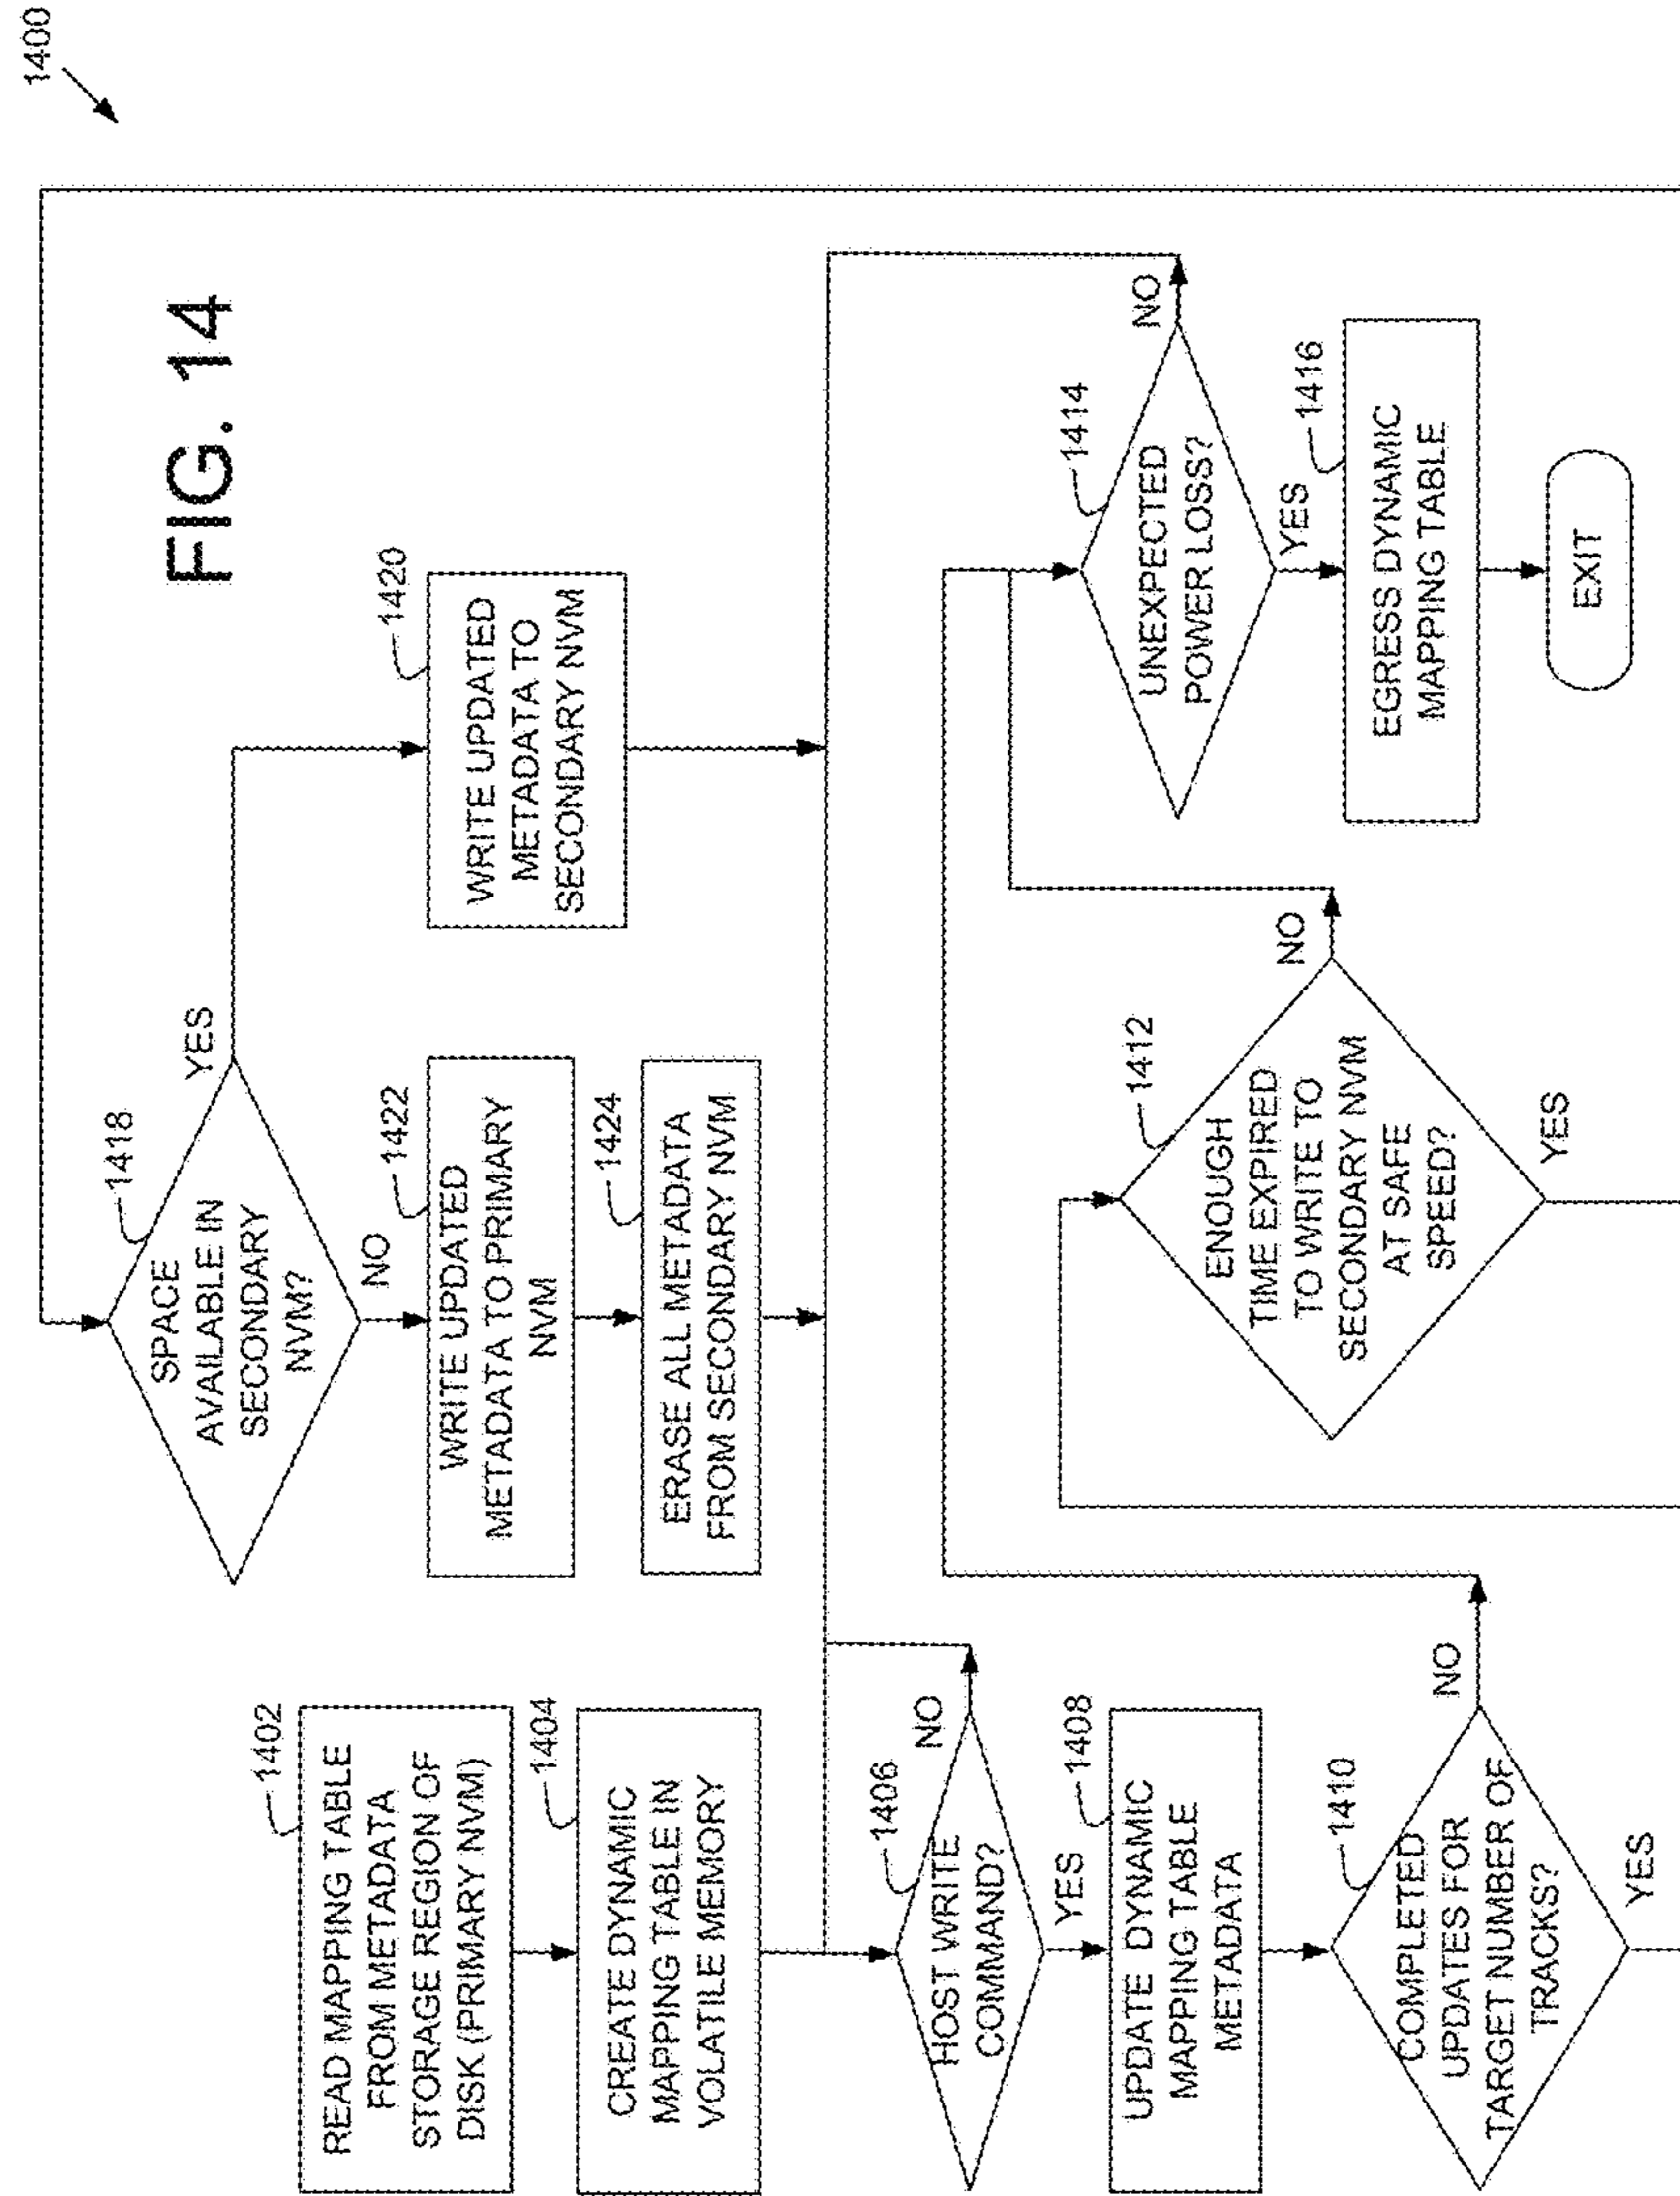 1400
FIG. 14
1402
READ MAPPING TABLE
FROM METADATA
STORAGE REGION OF
DISK (PRIMARY NVM)
1404
CREATE DYNAMIC
MAPPING TABLE IN
VOLATILE MEMORY
1406
HOST WRITE
COMMAND?
NO
YES
1408
UPDATE DYNAMIC
MAPPING TABLE
METADATA
1410
COMPLETED
UPDATES FOR
TARGET NUMBER OF
TRACKS?
NO
YES
1418
SPACE
AVAILABLE IN
SECONDARY
NVM?
YES
NO
1422
WRITE UPDATED
METADATA TO PRIMARY
NVM
1424
ERASE ALL METADATA
FROM SECONDARY NVM
1412
ENOUGH
TIME EXPIRED
TO WRITE TO
SECONDARY NVM
AT SAFE
SPEED?
NO
YES
1420
WRITE UPDATED
METADATA TO
SECONDARY NVM
1414
UNEXPECTED
POWER LOSS?
NO
YES
1416
EGRESS DYNAMIC
MAPPING TABLE
EXIT